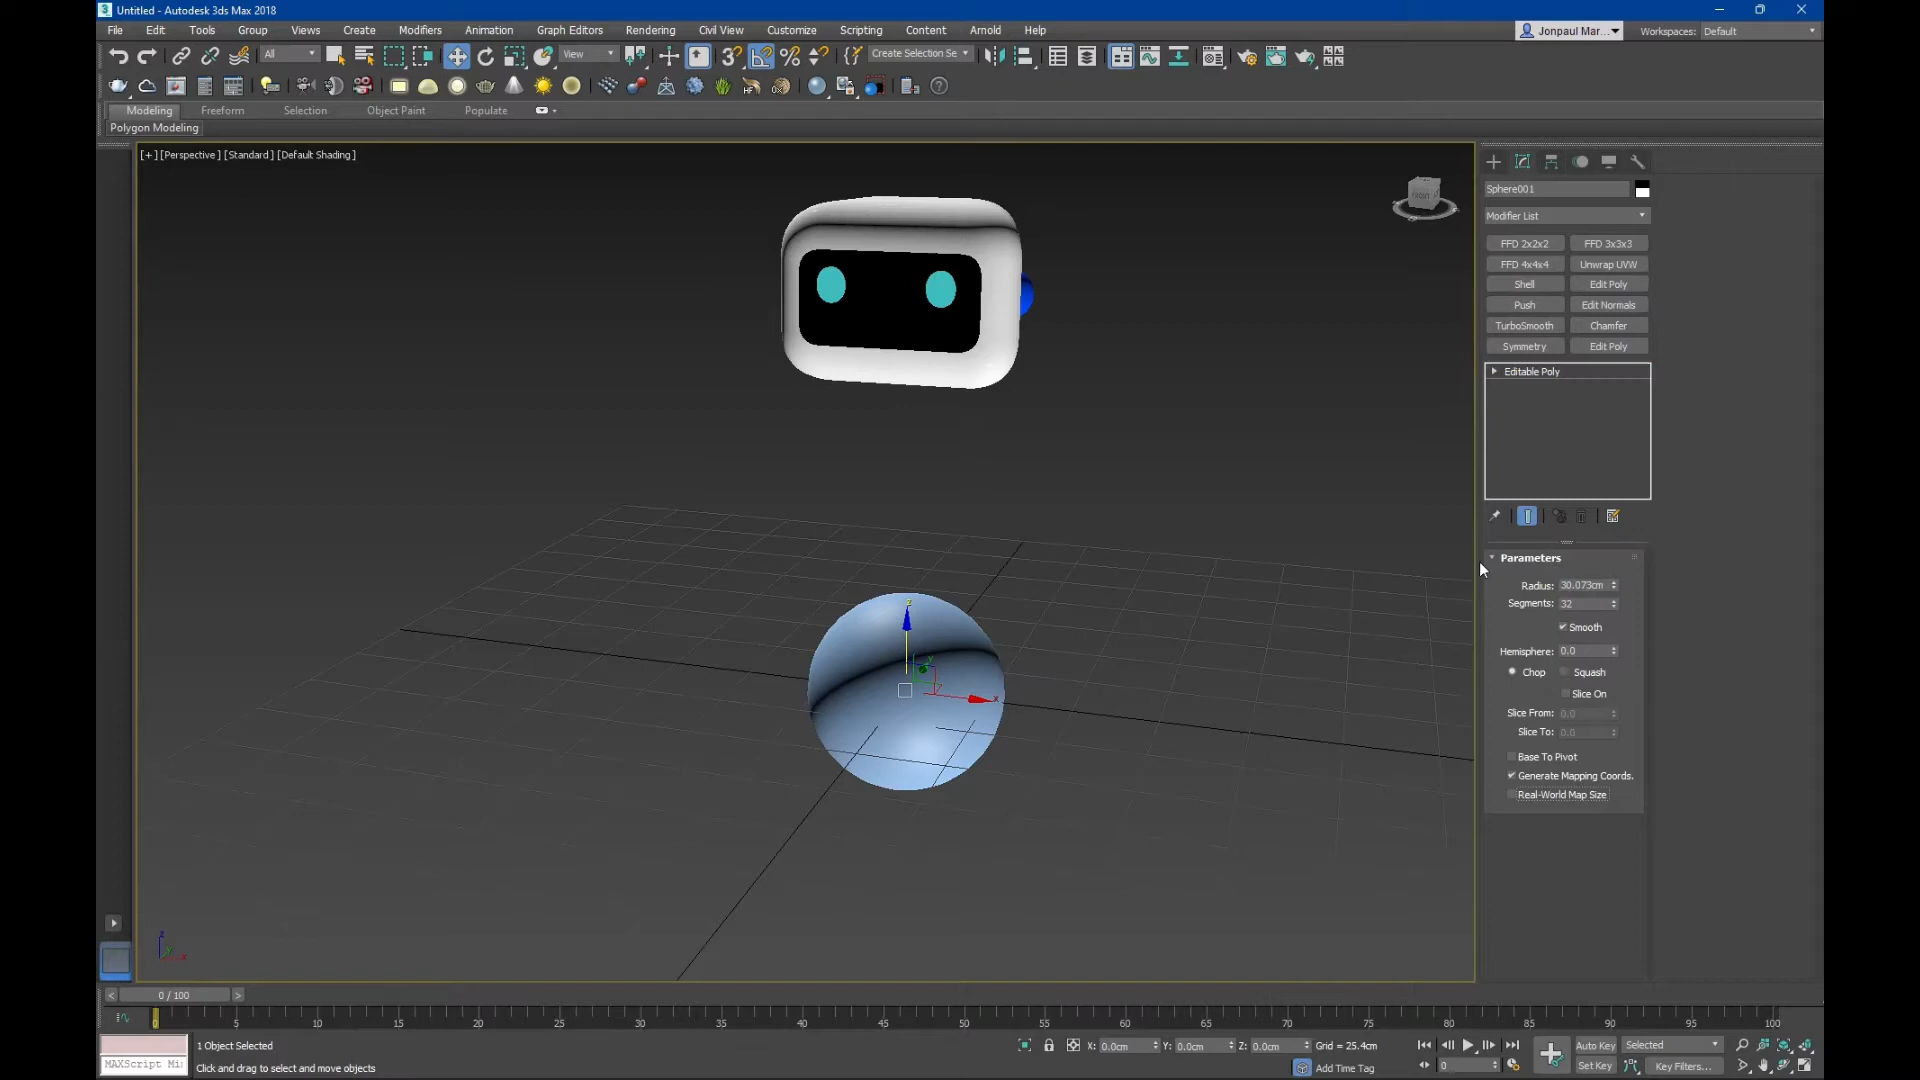 Untitled - Autodesk 3ds Max 2018
File Edit Tools Group Views Create Modifiers Animation Graph Editors Rendering Civil View Customize Scripting Content Arnold Help
Jonpaul Mar... Workspaces: Default
All View Create Selection Se
Modeling Freeform Selection Object Paint Populate
Polygon Modeling
[+] [Perspective] [Standard] [Default Shading]
FRONT
Sphere001
Modifier List
FFD 2x2x2 FFD 3x3x3
FFD 4x4x4 Unwrap UVW
Shell Edit Poly
Push Edit Normals
TurboSmooth Chamfer
Symmetry Edit Poly
Editable Poly
Parameters
Radius: 30.073cm
Segments: 32
Smooth
Hemisphere: 0.0
Chop Squash
Slice On
Slice From: 0.0
Slice To: 0.0
Base To Pivot
Generate Mapping Coords.
Real-World Map Size
z
y
x
z
y
x
< 0 / 100 >
0 5 10 15 20 25 30 35 40 45 50 55 60 65 70 75 80 85 90 95 100
1 Object Selected X: 0.0cm Y: 0.0cm Z: 0.0cm Grid = 25.4cm Auto Key Selected
MAXScript Mi Click and drag to select and move objects Add Time Tag 0 Set Key Key Filters...